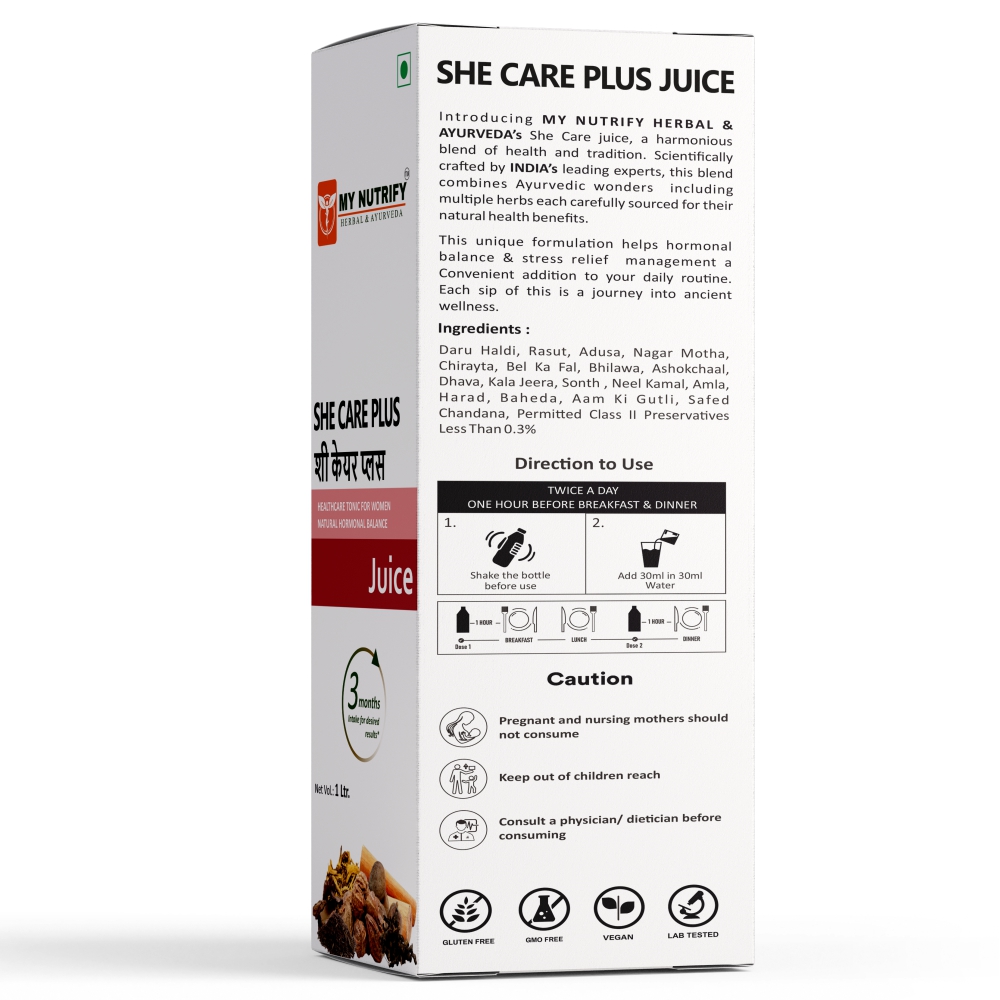 MY NUTRIFY
HERBAL & AYURVEDA
SHE CARE PLUS
शी केयर प्लस
HEALTHCARE TONIC FOR WOMEN
NATURAL HORMONAL BALANCE
Juice
3 months
Intake for desired
results*
Net Vol.: 1 Ltr.
SHE CARE PLUS JUICE
Introducing MY NUTRIFY HERBAL &
AYURVEDA's She Care juice, a harmonious
blend of health and tradition. Scientifically
crafted by INDIA's leading experts, this blend
combines Ayurvedic wonders including
multiple herbs each carefully sourced for their
natural health benefits.
This unique formulation helps hormonal
balance & stress relief management a
Convenient addition to your daily routine.
Each sip of this is a journey into ancient
wellness.
Ingredients :
Daru Haldi, Rasut, Adusa, Nagar Motha,
Chirayta, Bel Ka Fal, Bhilawa, Ashokchaal,
Dhava, Kala Jeera, Sonth , Neel Kamal, Amla,
Harad, Baheda, Aam Ki Gutli, Safed
Chandana, Permitted Class II Preservatives
Less Than 0.3%
Direction to Use
TWICE A DAY
ONE HOUR BEFORE BREAKFAST & DINNER
1.
Shake the bottle
before use
2.
Add 30ml in 30ml
Water
1 HOUR
1 HOUR
BREAKFAST
LUNCH
DINNER
Dose 1
Dose 2
Caution
Pregnant and nursing mothers should
not consume
Keep out of children reach
Consult a physician/ dietician before
consuming
GLUTEN FREE
GMO FREE
VEGAN
LAB TESTED